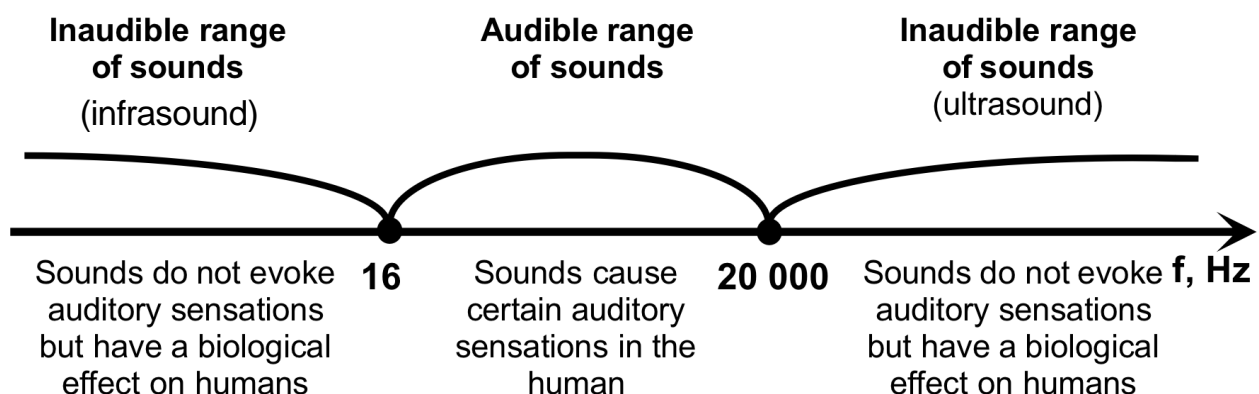 Inaudible range
of sounds
(infrasound)
Audible range
of sounds
Inaudible range
of sounds
(ultrasound)
Sounds do not evoke
auditory sensations
but have a biological
effect on humans
16
Sounds cause
certain auditory
sensations in the
human
20 000
Sounds do not evoke
auditory sensations
but have a biological
effect on humans
f, Hz